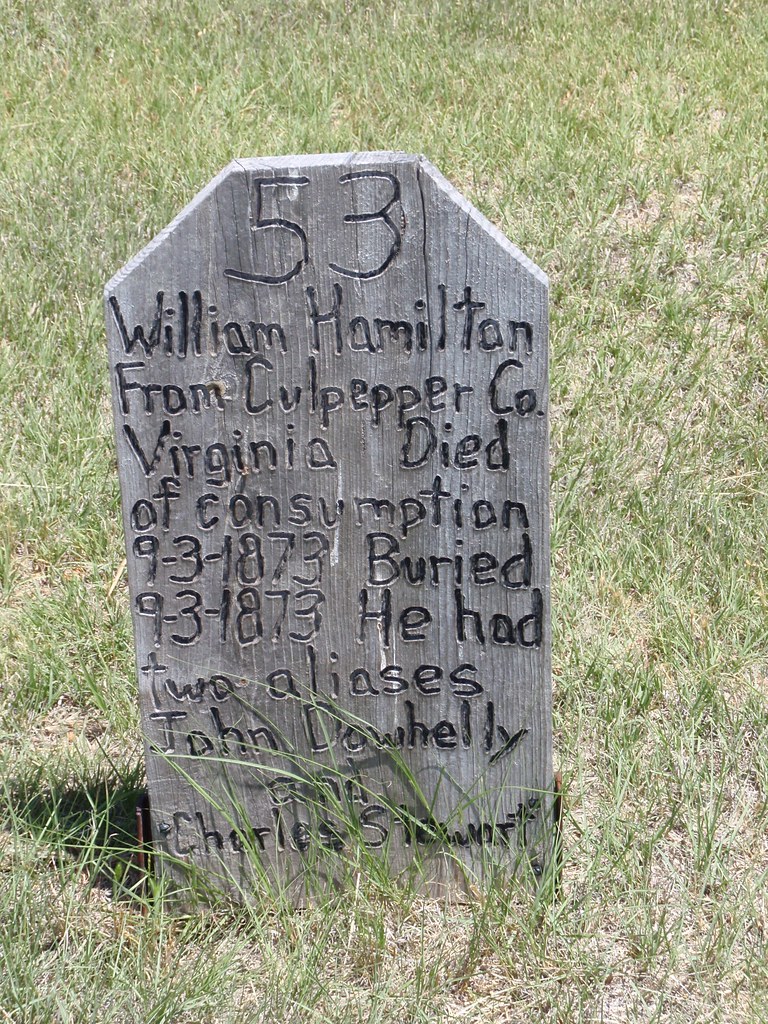 53
William Hamilton
From Culpepper Co.
Virginia Died
of consumption
9-3-1873 Buried
9-3-1873 He had
two aliases
John Dowhelly
and
"Charles Stewart"